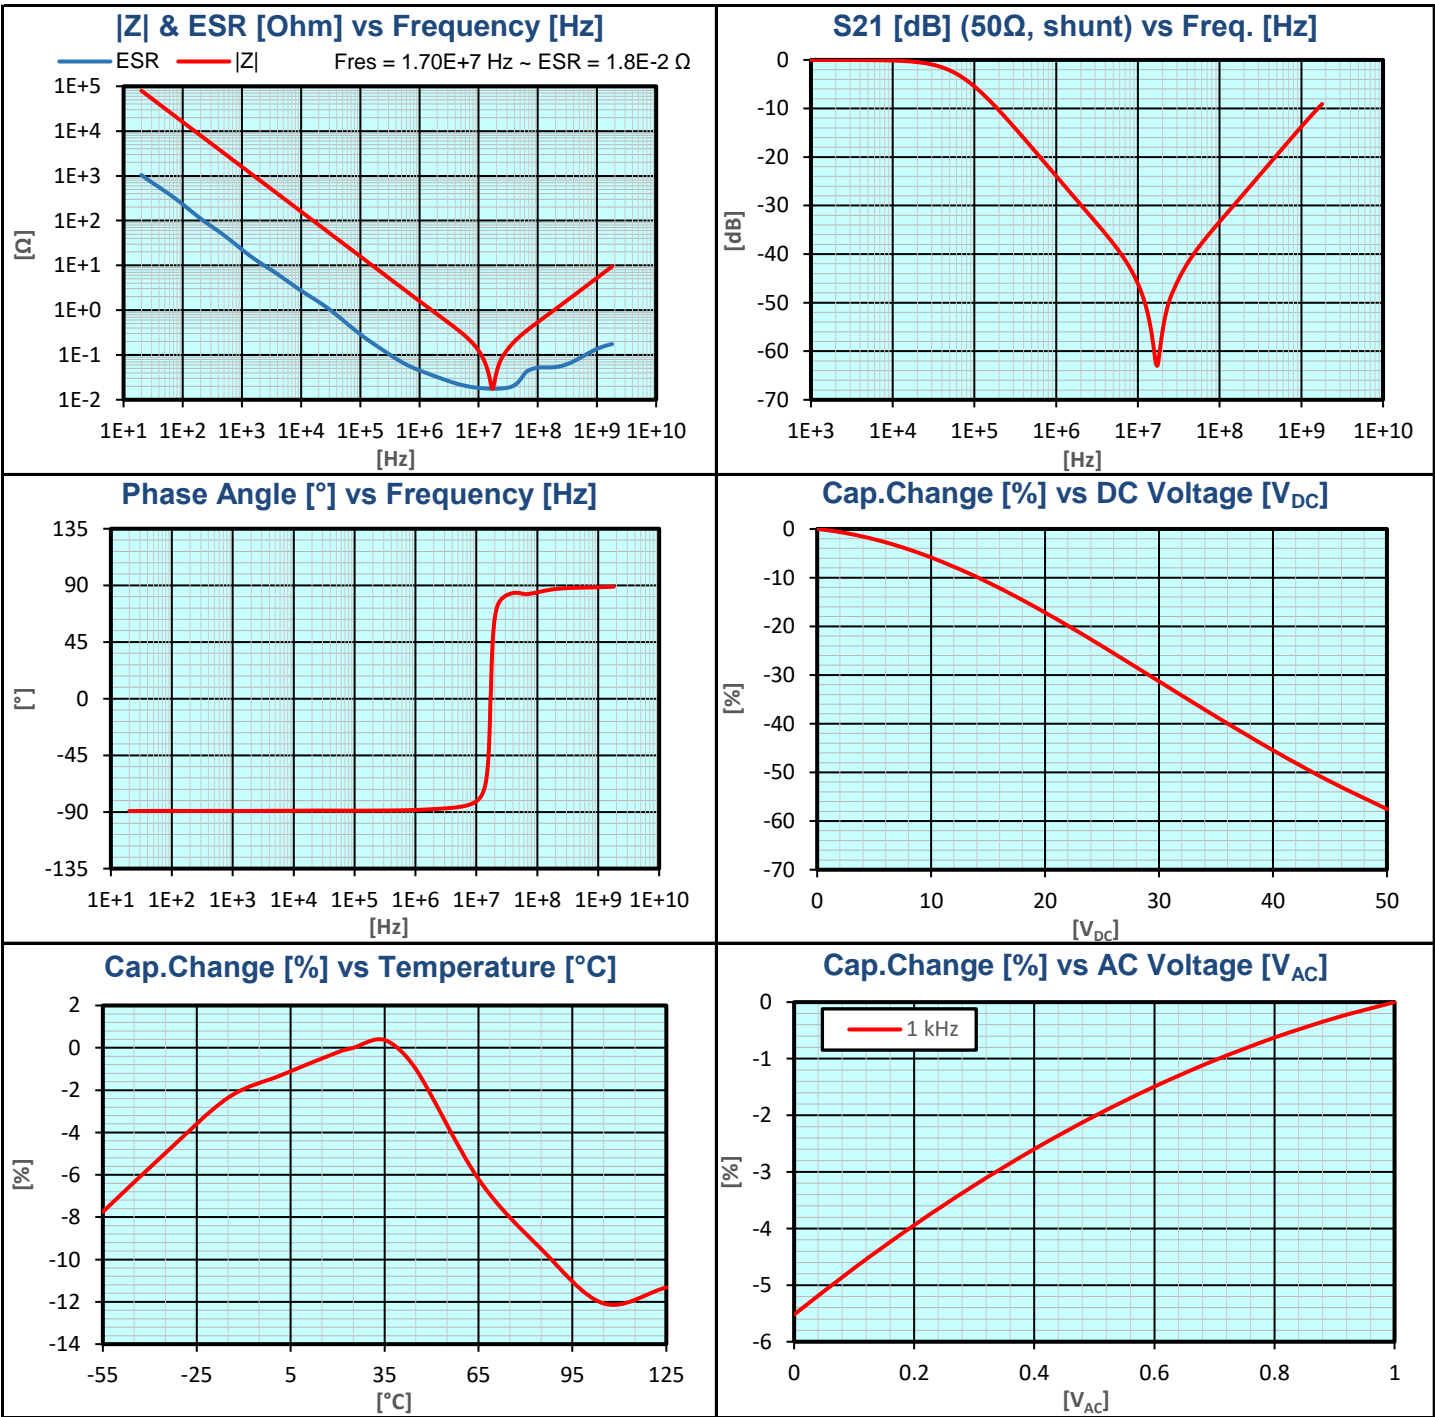 |Z| & ESR [Ohm] vs Frequency [Hz]
ESR |Z| Fres = 1.70E+7 Hz ~ ESR = 1.8E-2 Ω
1E+5
1E+4
1E+3
1E+2
1E+1
1E+0
1E-1
1E-2
[Ω]
1E+1 1E+2 1E+3 1E+4 1E+5 1E+6 1E+7 1E+8 1E+9 1E+10
[Hz]
S21 [dB] (50Ω, shunt) vs Freq. [Hz]
0
-10
-20
-30
-40
-50
-60
-70
[dB]
1E+3 1E+4 1E+5 1E+6 1E+7 1E+8 1E+9 1E+10
[Hz]
Phase Angle [°] vs Frequency [Hz]
135
90
45
0
-45
-90
-135
[°]
1E+1 1E+2 1E+3 1E+4 1E+5 1E+6 1E+7 1E+8 1E+9 1E+10
[Hz]
Cap.Change [%] vs DC Voltage [VDC]
0
-10
-20
-30
-40
-50
-60
-70
[%]
0 10 20 30 40 50
[VDC]
Cap.Change [%] vs Temperature [°C]
2
0
-2
-4
-6
-8
-10
-12
-14
[%]
-55 -25 5 35 65 95 125
[°C]
Cap.Change [%] vs AC Voltage [VAC]
1 kHz
0
-1
-2
-3
-4
-5
-6
[%]
0 0.2 0.4 0.6 0.8 1
[VAC]